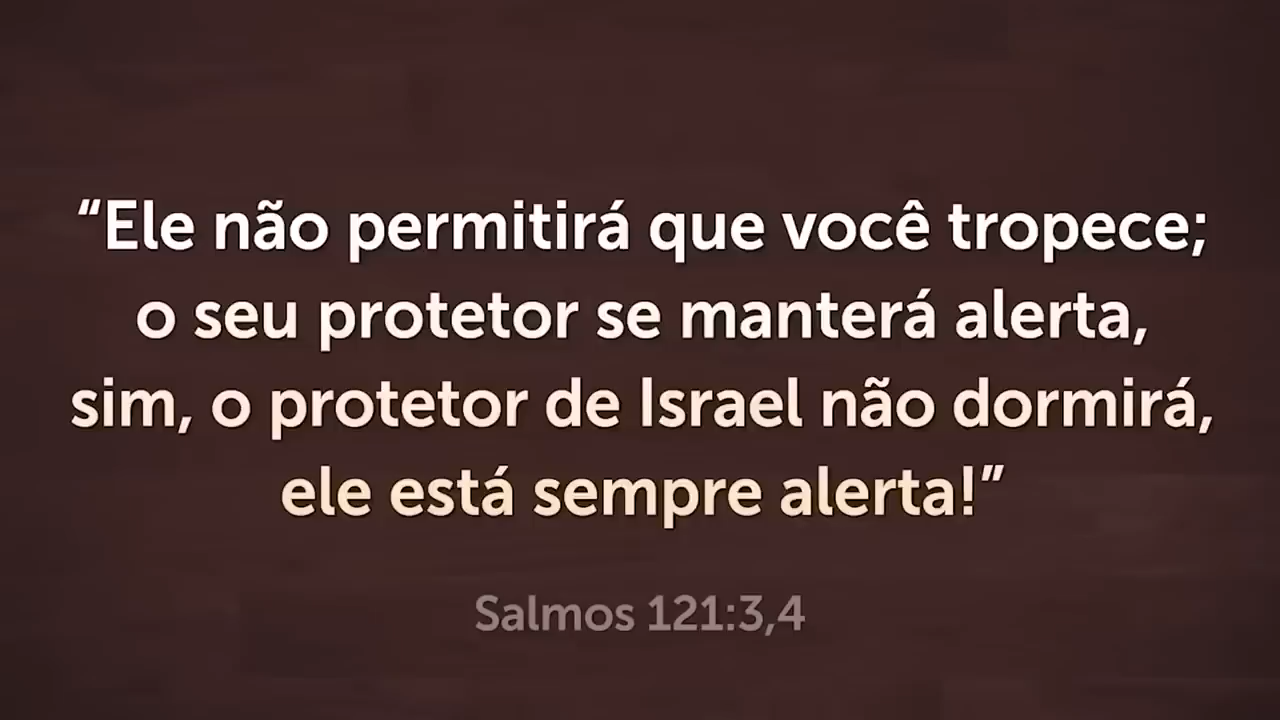 “Ele não permitirá que você tropece;
o seu protetor se manterá alerta,
sim, o protetor de Israel não dormirá,
ele está sempre alerta!”
Salmos 121:3,4